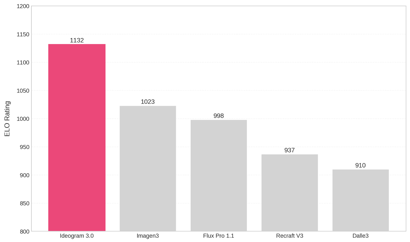 1200
1150
1100
1050
1000
950
900
850
800
ELO Rating
1132
1023
998
937
910
Ideogram 3.0
Imagen3
Flux Pro 1.1
Recraft V3
Dalle3